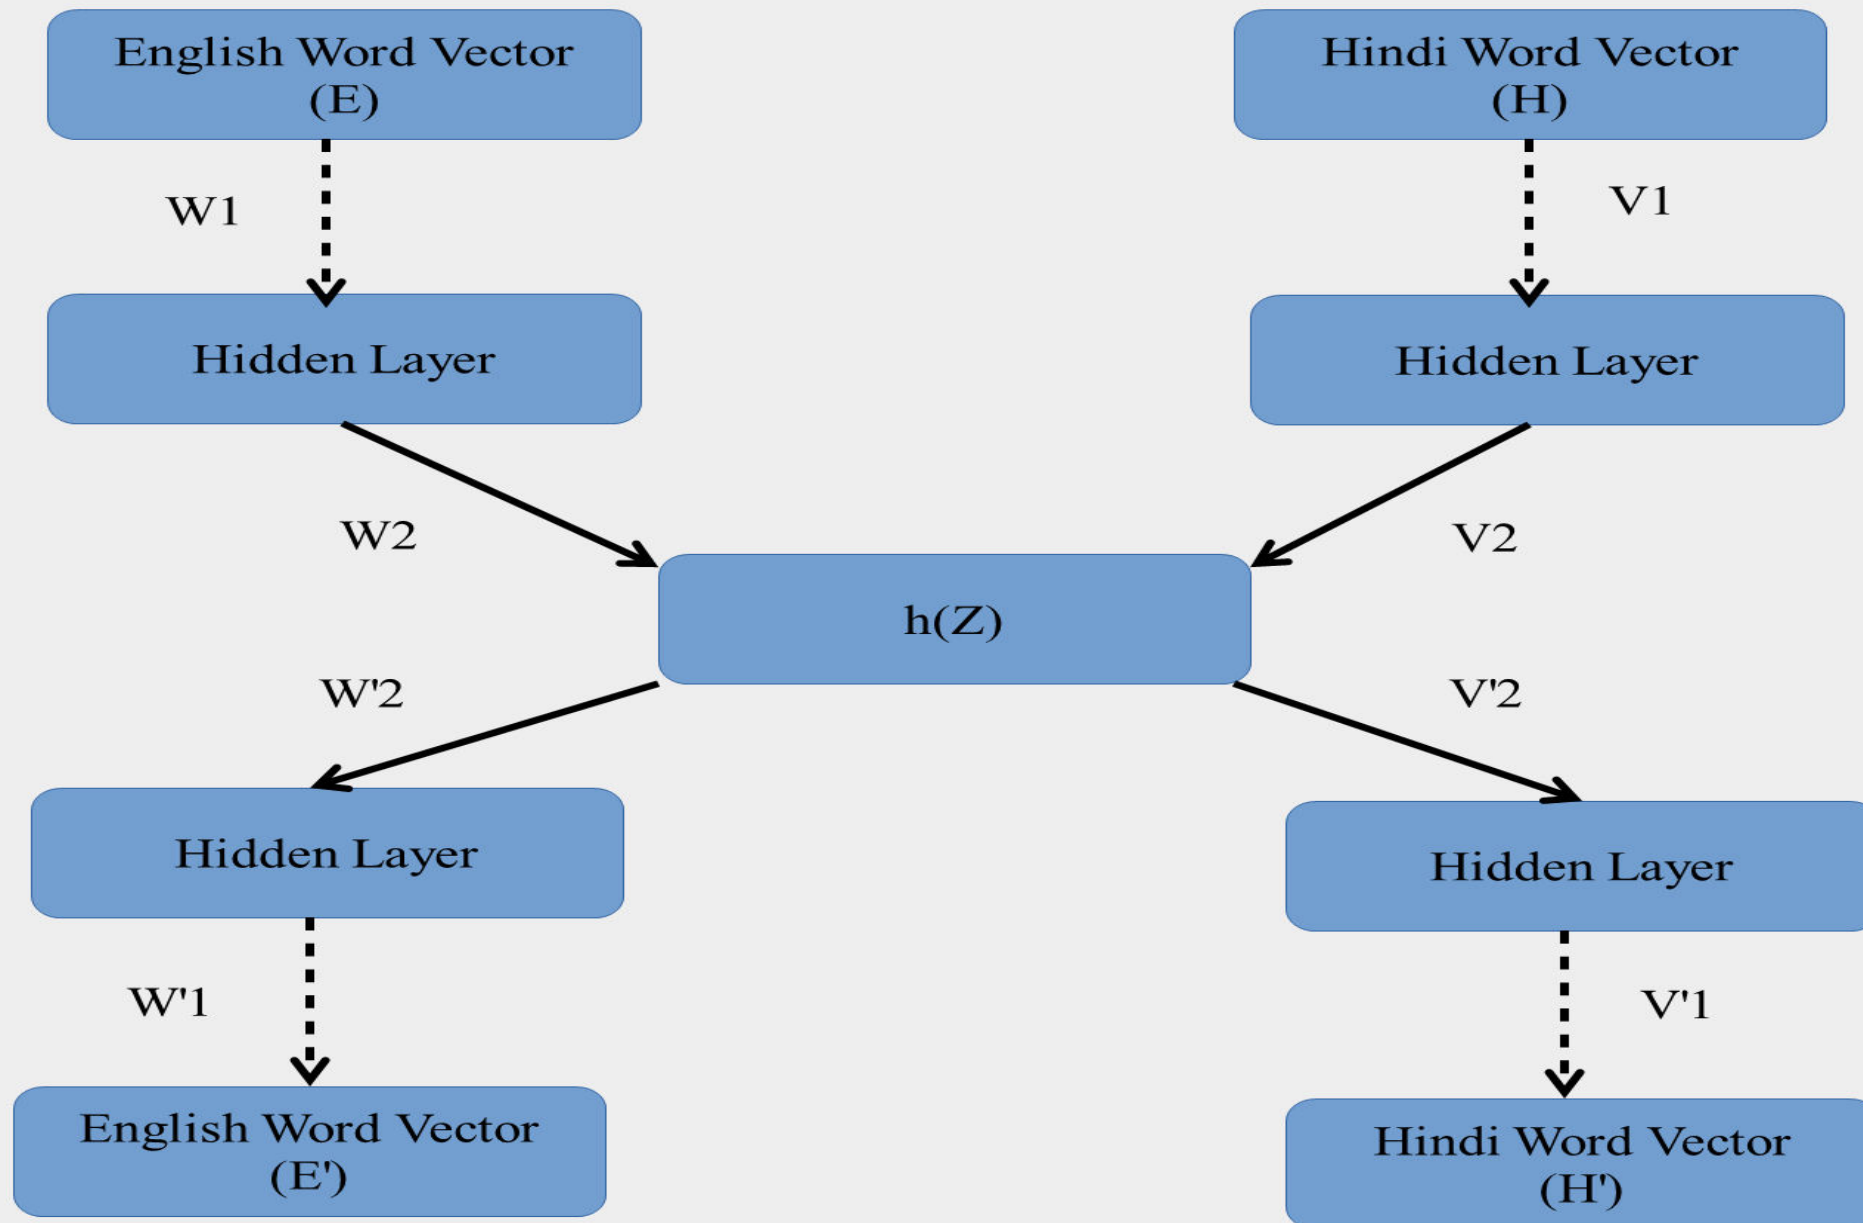 English Word Vector
(E)
Hindi Word Vector
(H)
W1
V1
Hidden Layer
Hidden Layer
W2
V2
h(Z)
W'2
V'2
Hidden Layer
Hidden Layer
W'1
V'1
English Word Vector
(E')
Hindi Word Vector
(H')